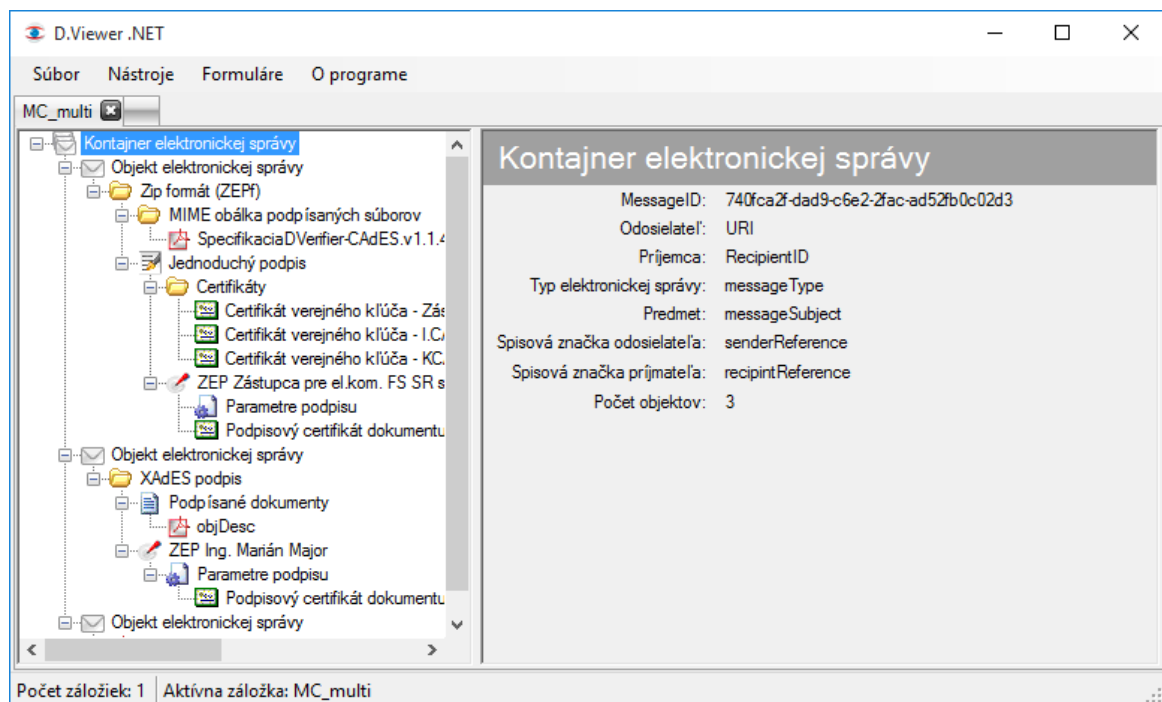 D.Viewer .NET
Súbor Nástroje Formuláre O programe
MC_multi
Kontajner elektronickej správy
Objekt elektronickej správy
Zip formát (ZEPf)
MIME obálka podpísaných súborov
SpecifikaciaDVerifier-CAdES.v1.1.4
Jednoduchý podpis
Certifikáty
Certifikát verejného kľúča - Zás
Certifikát verejného kľúča - I.CA
Certifikát verejného kľúča - KC
ZEP Zástupca pre el.kom. FS SR s
Parametre podpisu
Podpisový certifikát dokumentu
Objekt elektronickej správy
XAdES podpis
Podpísané dokumenty
objDesc
ZEP Ing. Marián Major
Parametre podpisu
Podpisový certifikát dokumentu
Objekt elektronickej správy
Kontajner elektronickej správy
MessageID: 740fca2f-dad9-c6e2-2fac-ad52fb0c02d3
Odosielateľ: URI
Príjemca: RecipientID
Typ elektronickej správy: messageType
Predmet: messageSubject
Spisová značka odosielateľa: senderReference
Spisová značka príjmateľa: recipintReference
Počet objektov: 3
Počet záložiek: 1 Aktívna záložka: MC_multi